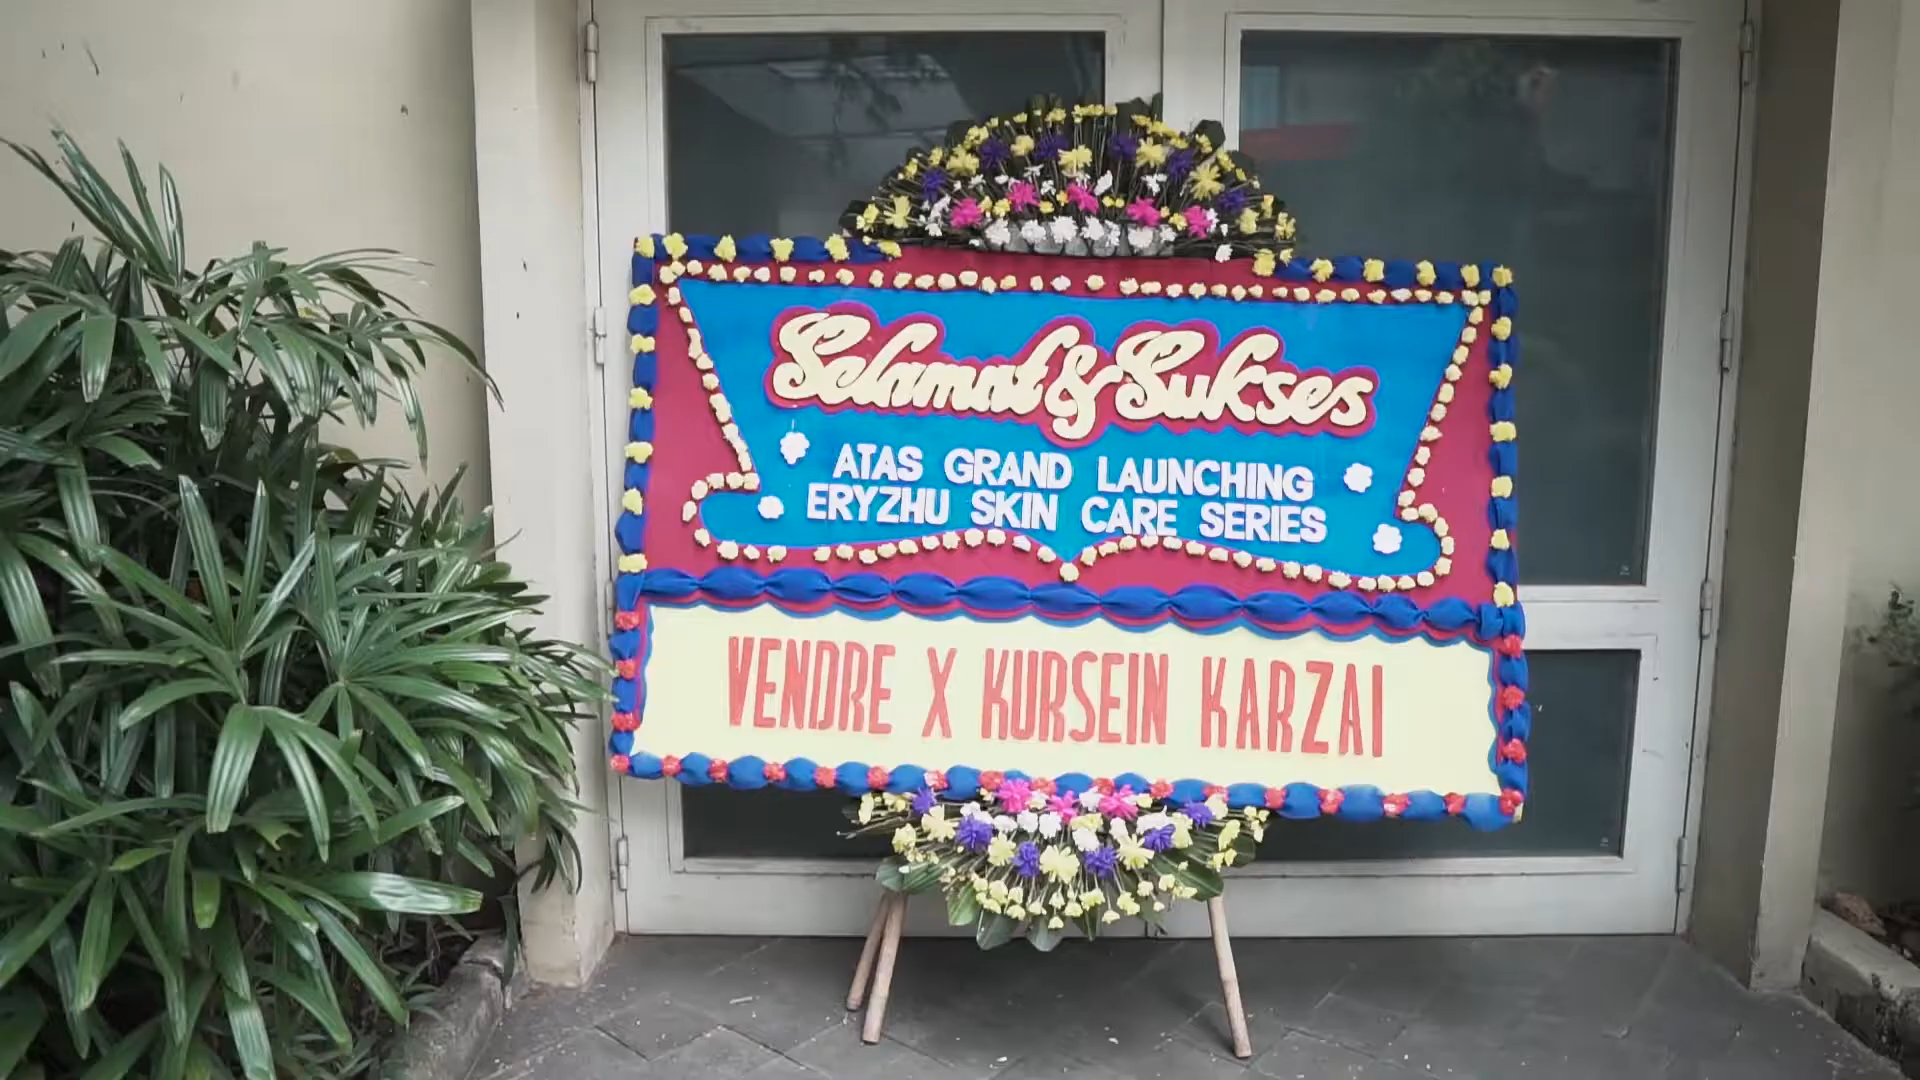 Selamat & Sukses
ATAS GRAND LAUNCHING
ERYZHU SKIN CARE SERIES
VENDRE X KURSEIN KARZAI